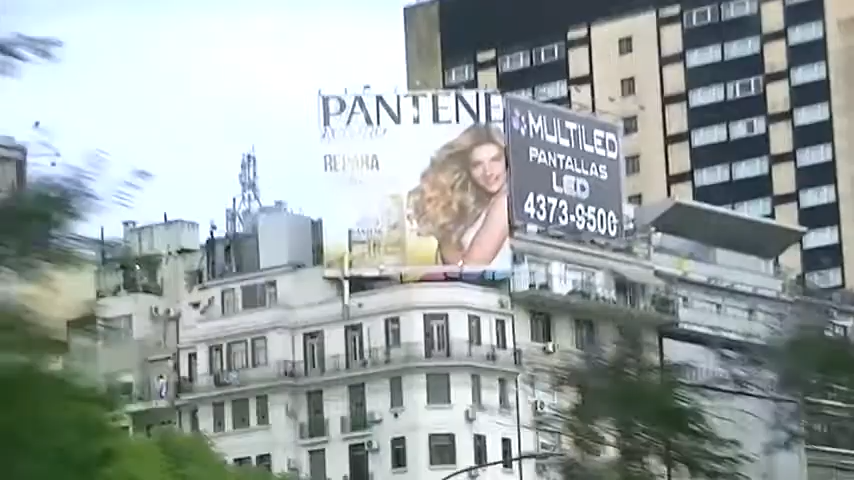 PANTENE
REPARA
MULTILED
PANTALLAS
LED
4373-9500